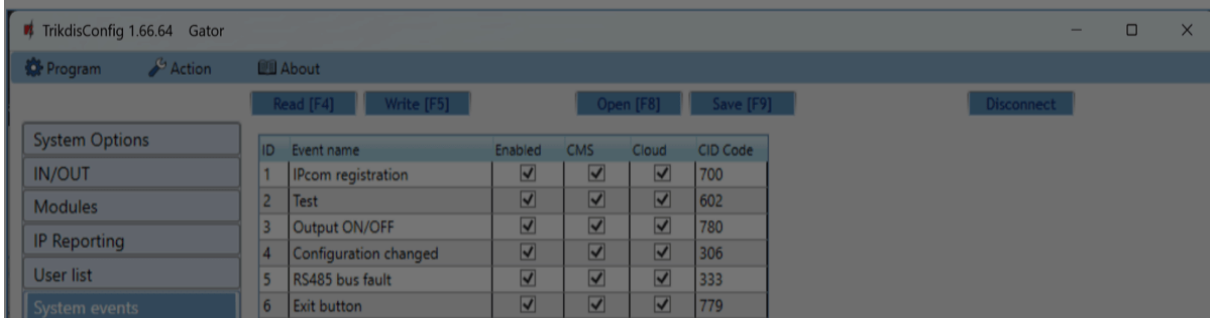 TrikdisConfig 1.66.64 Gator
Program Action About
Read [F4] Write [F5] Open [F8] Save [F9] Disconnect
System Options
IN/OUT
Modules
IP Reporting
User list
System events
ID Event name Enabled CMS Cloud CID Code
1 IPcom registration 700
2 Test 602
3 Output ON/OFF 780
4 Configuration changed 306
5 RS485 bus fault 333
6 Exit button 779